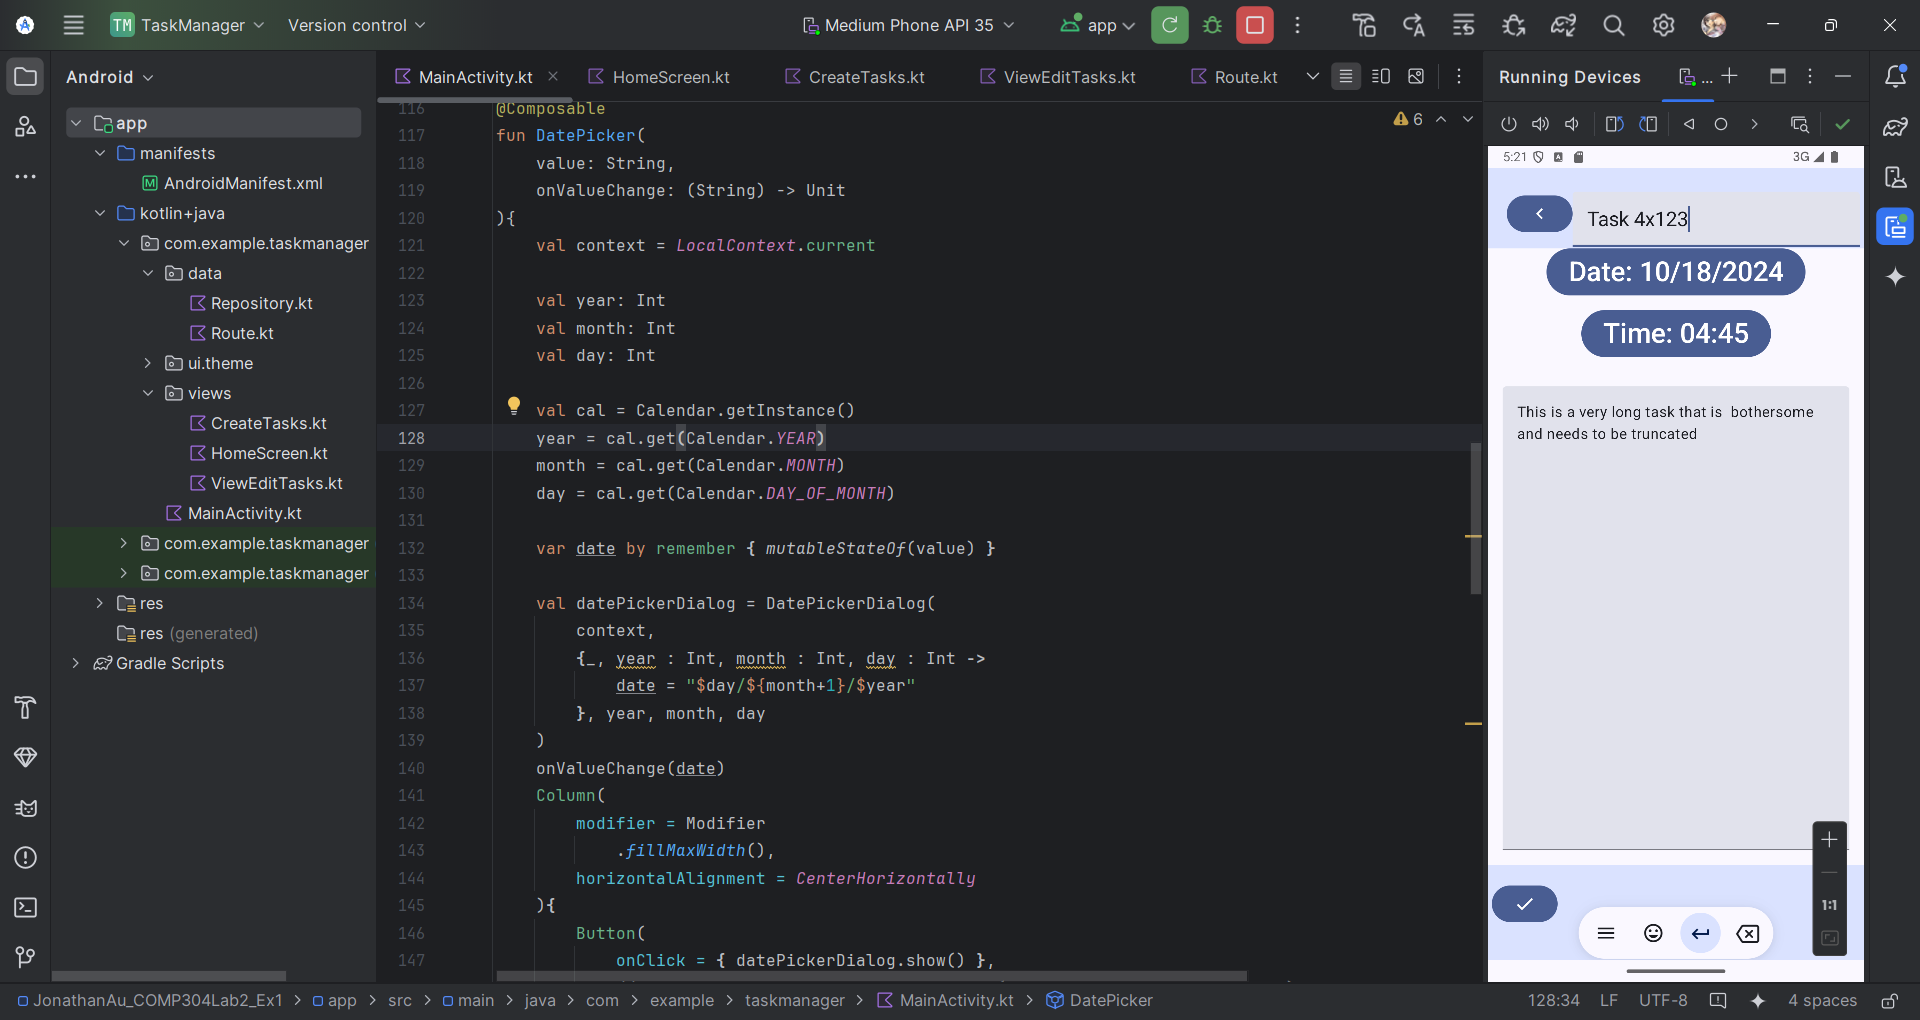 TM TaskManager Version control Medium Phone API 35 app
Android
app
manifests
AndroidManifest.xml
kotlin+java
com.example.taskmanager
data
Repository.kt
Route.kt
ui.theme
views
CreateTasks.kt
HomeScreen.kt
ViewEditTasks.kt
MainActivity.kt
com.example.taskmanager
com.example.taskmanager
res
res (generated)
Gradle Scripts
MainActivity.kt HomeScreen.kt CreateTasks.kt ViewEditTasks.kt Route.kt
6
116 @Composable
117 fun DatePicker(
118 value: String,
119 onValueChange: (String) -> Unit
120 ){
121 val context = LocalContext.current
122
123 val year: Int
124 val month: Int
125 val day: Int
126
127 val cal = Calendar.getInstance()
128 year = cal.get(Calendar.YEAR)
129 month = cal.get(Calendar.MONTH)
130 day = cal.get(Calendar.DAY_OF_MONTH)
131
132 var date by remember { mutableStateOf(value) }
133
134 val datePickerDialog = DatePickerDialog(
135 context,
136 {_, year : Int, month : Int, day : Int ->
137 date = "$day/${month+1}/$year"
138 }, year, month, day
139 )
140 onValueChange(date)
141 Column(
142 modifier = Modifier
143 .fillMaxWidth(),
144 horizontalAlignment = CenterHorizontally
145 ){
146 Button(
147 onClick = { datePickerDialog.show() },
Running Devices ...
5:21 3G
Task 4x123
Date: 10/18/2024
Time: 04:45
This is a very long task that is  bothersome
and needs to be truncated
1:1
JonathanAu_COMP304Lab2_Ex1 > app > src > main > java > com > example > taskmanager > MainActivity.kt > DatePicker 128:34 LF UTF-8 4 spaces